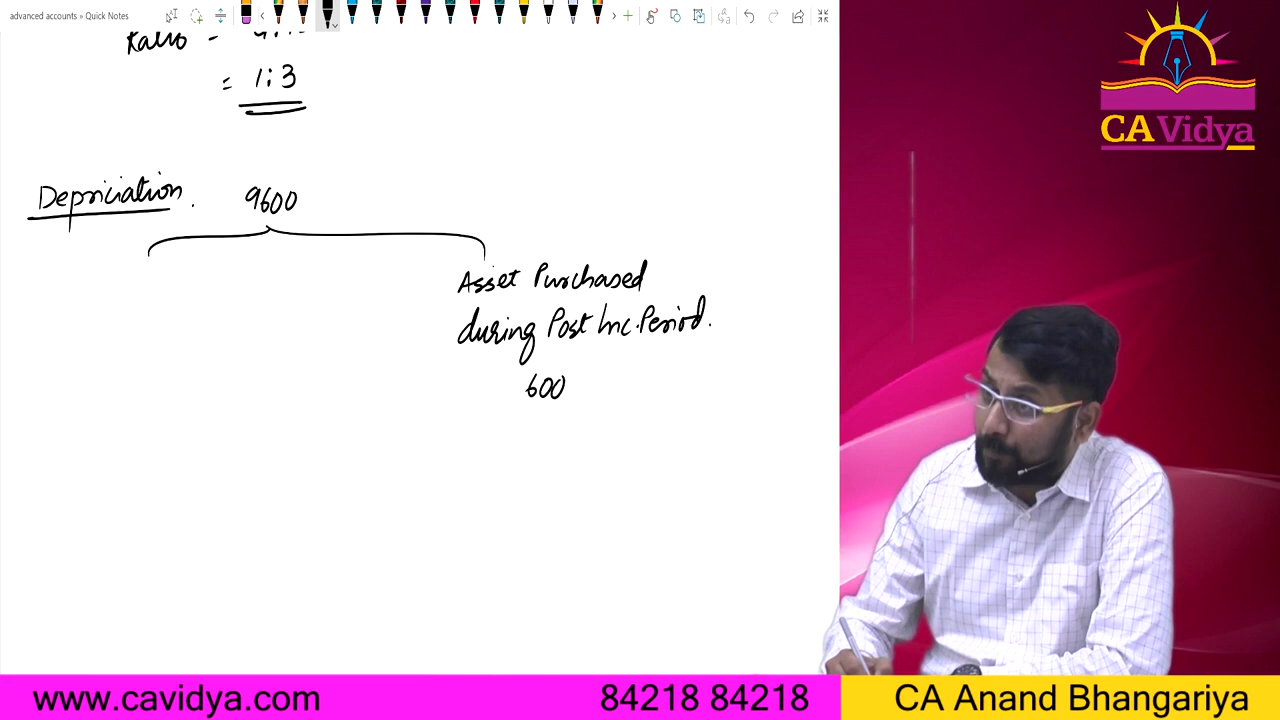 advanced accounts » Quick Notes
Ratio =
= 1:3
Depriciation. 9600
Asset Purchased
during Post Inc. Period.
600
CA Vidya
www.cavidya.com
84218 84218
CA Anand Bhangariya